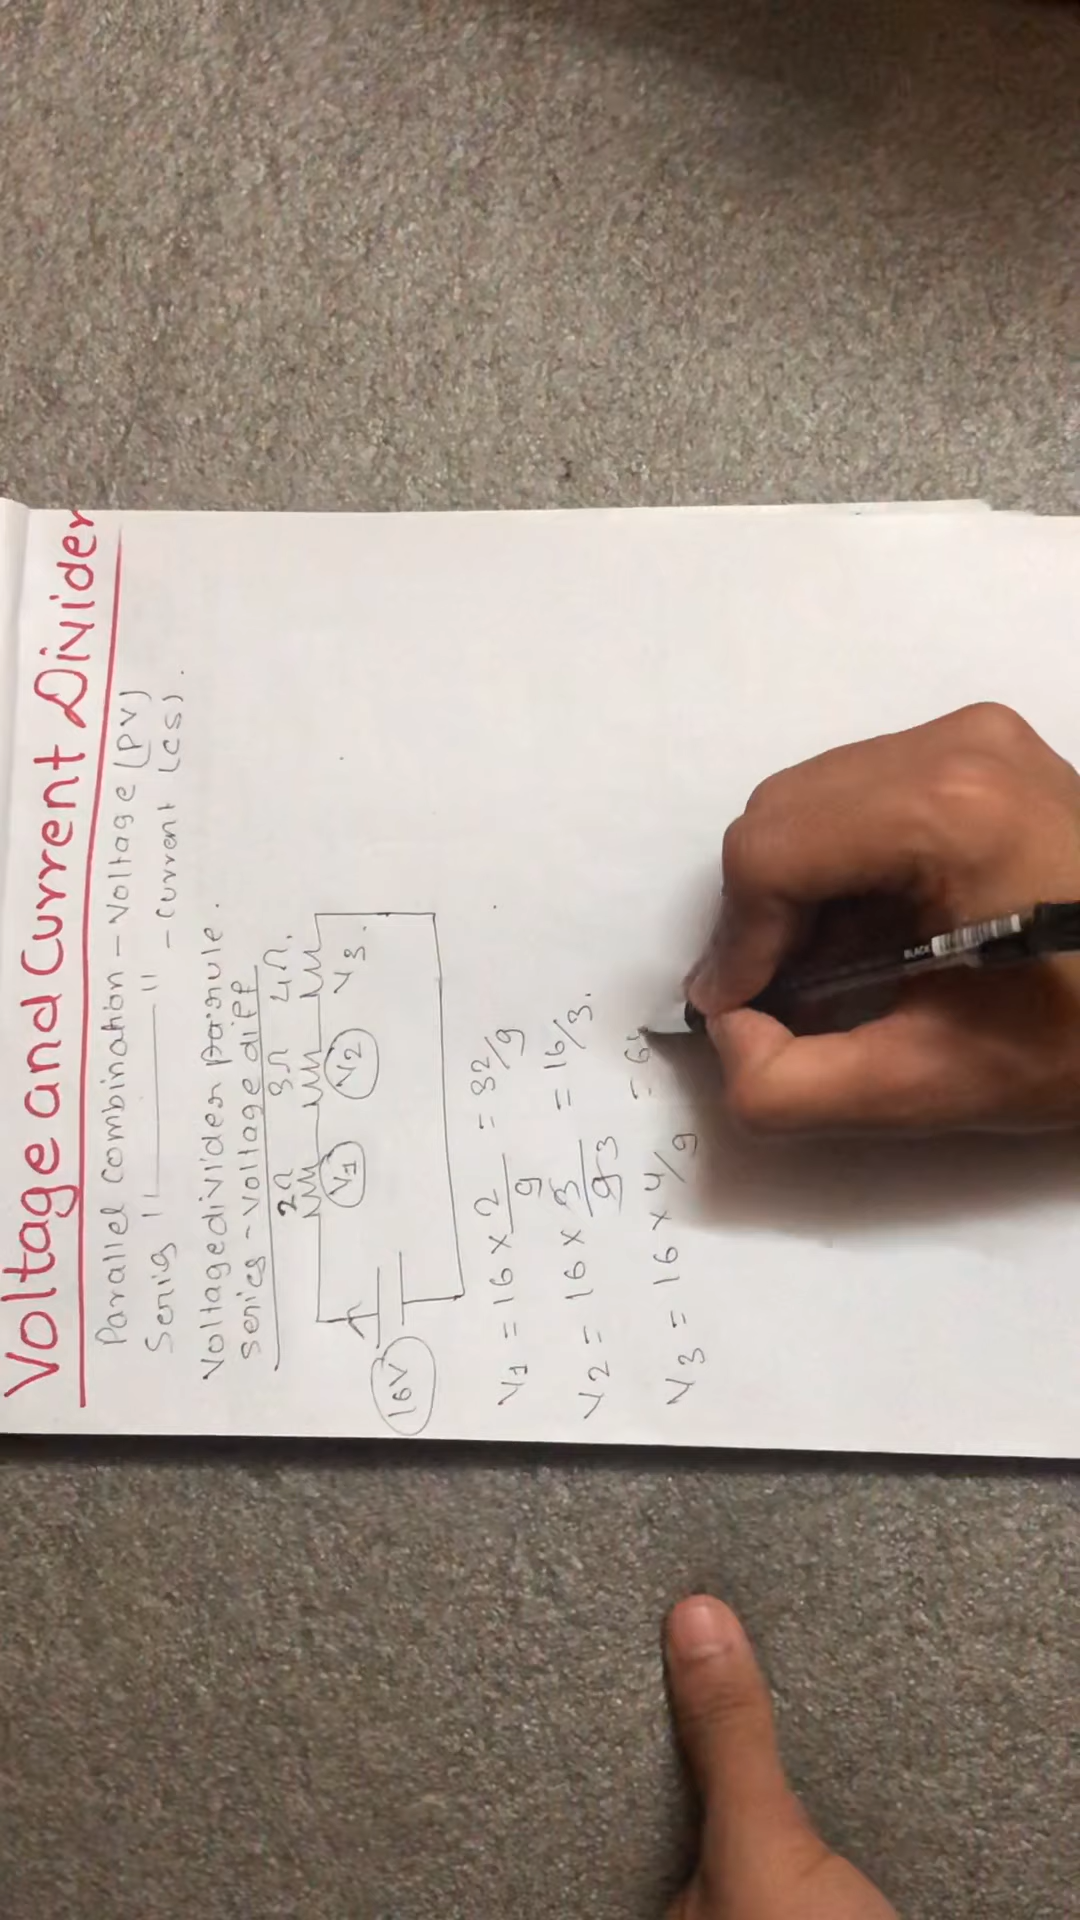 Voltage and Current Divider
Parallel Combination - Voltage (PV)
Series "——" - Current (CS).
Voltage divider formule.
Series - Voltage diff
2Ω 3Ω 4Ω.
V1 V2 V3.
16V
V1 = 16 × 2/9 = 32/9
V2 = 16 × 3/9 3 = 16/3.
V3 = 16 × 4/9 = 64
BLACK